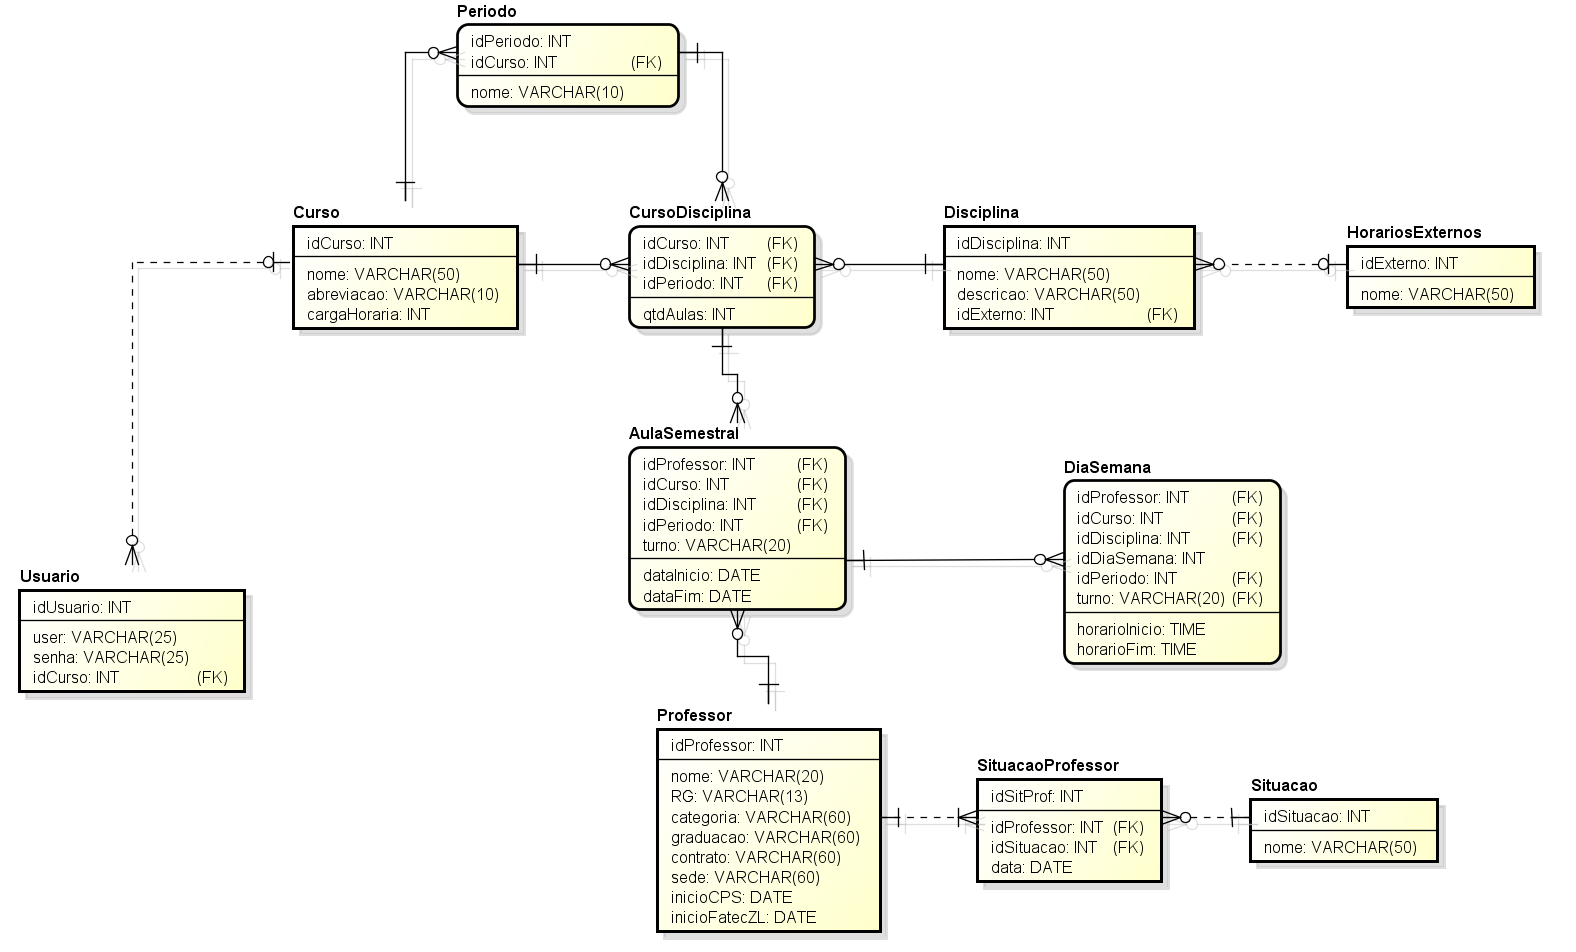 Periodo
idPeriodo: INT
idCurso: INT (FK)
nome: VARCHAR(10)
Curso
idCurso: INT
nome: VARCHAR(50)
abreviacao: VARCHAR(10)
cargaHoraria: INT
CursoDisciplina
idCurso: INT (FK)
idDisciplina: INT (FK)
idPeriodo: INT (FK)
qtdAulas: INT
Disciplina
idDisciplina: INT
nome: VARCHAR(50)
descricao: VARCHAR(50)
idExterno: INT (FK)
HorariosExternos
idExterno: INT
nome: VARCHAR(50)
AulaSemestral
idProfessor: INT (FK)
idCurso: INT (FK)
idDisciplina: INT (FK)
idPeriodo: INT (FK)
turno: VARCHAR(20)
dataInicio: DATE
dataFim: DATE
DiaSemana
idProfessor: INT (FK)
idCurso: INT (FK)
idDisciplina: INT (FK)
idDiaSemana: INT
idPeriodo: INT (FK)
turno: VARCHAR(20) (FK)
horarioInicio: TIME
horarioFim: TIME
Usuario
idUsuario: INT
user: VARCHAR(25)
senha: VARCHAR(25)
idCurso: INT (FK)
Professor
idProfessor: INT
nome: VARCHAR(20)
RG: VARCHAR(13)
categoria: VARCHAR(60)
graduacao: VARCHAR(60)
contrato: VARCHAR(60)
sede: VARCHAR(60)
inicioCPS: DATE
inicioFatecZL: DATE
SituacaoProfessor
idSitProf: INT
idProfessor: INT (FK)
idSituacao: INT (FK)
data: DATE
Situacao
idSituacao: INT
nome: VARCHAR(50)